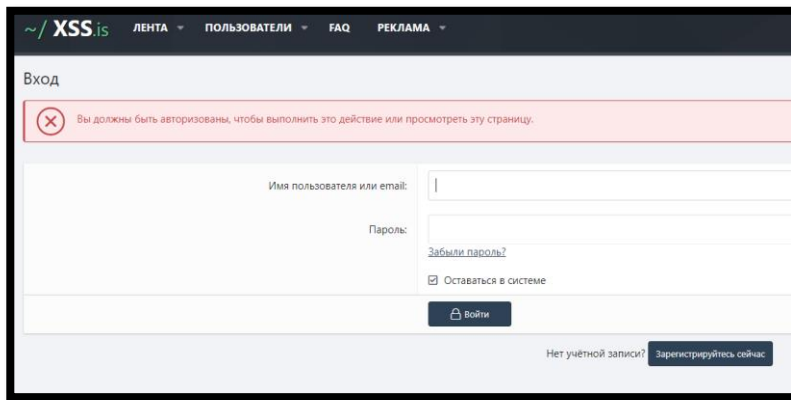 ~/ XSS.is ЛЕНТА ПОЛЬЗОВАТЕЛИ FAQ РЕКЛАМА
Вход
Вы должны быть авторизованы, чтобы выполнить это действие или просмотреть эту страницу.
Имя пользователя или email:
Пароль:
Забыли пароль?
Оставаться в системе
Войти
Нет учётной записи? Зарегистрируйтесь сейчас